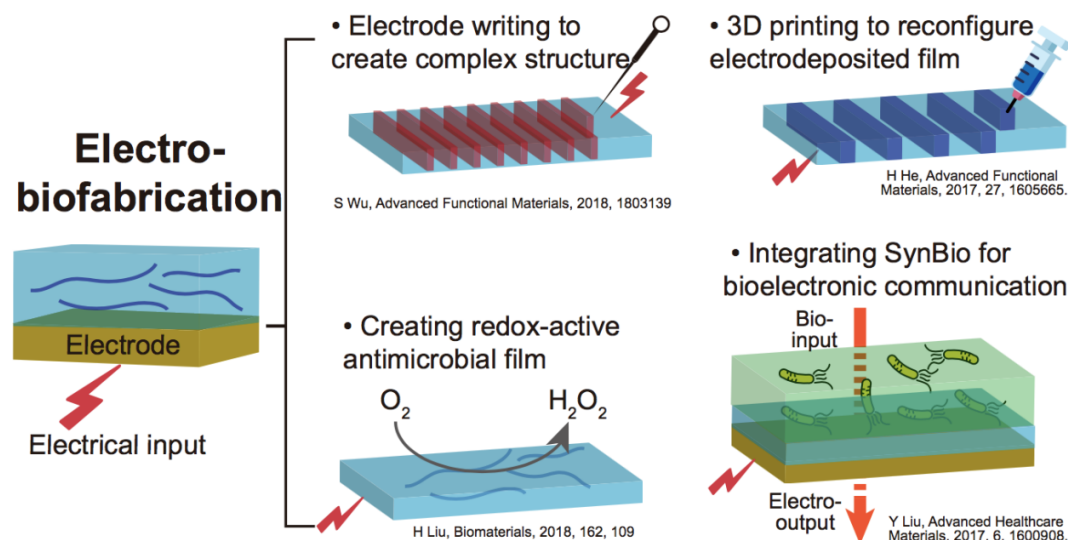 Electro-
biofabrication
Electrode
Electrical input
• Electrode writing to
create complex structure
S Wu, Advanced Functional Materials, 2018, 1803139
• 3D printing to reconfigure
electrodeposited film
H He, Advanced Functional
Materials, 2017, 27, 1605665.
• Creating redox-active
antimicrobial film
O₂
H₂O₂
H Liu, Biomaterials, 2018, 162, 109
• Integrating SynBio for
bioelectronic communication
Bio-
input
Electro-
output
Y Liu, Advanced Healthcare
Materials, 2017, 6, 1600908.